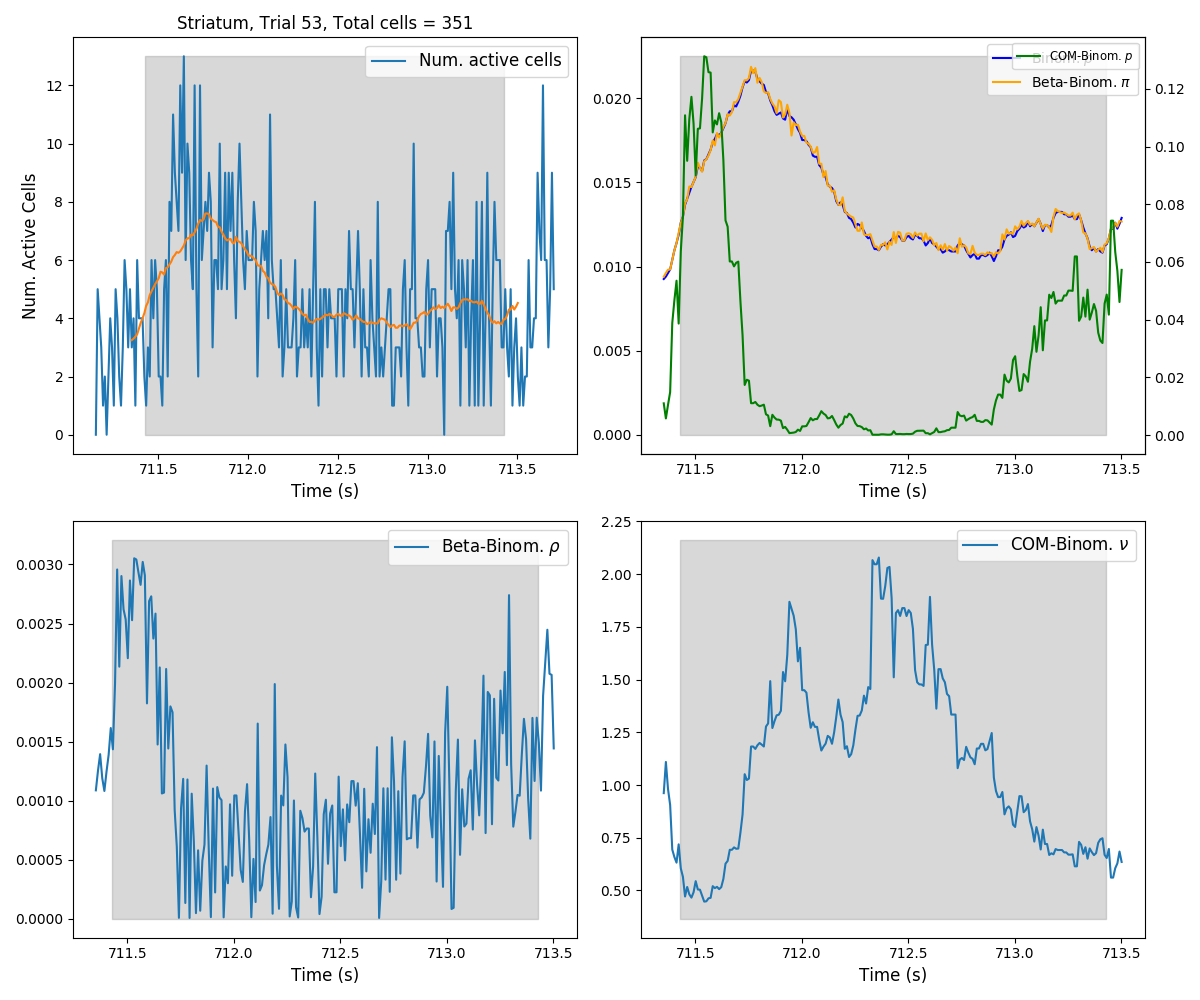 Striatum, Trial 53, Total cells = 351
Num. active cells
Num. Active Cells
12
10
8
6
4
2
0
711.5 712.0 712.5 713.0 713.5
Time (s)
COM-Binom. p
Beta-Binom. π
0.020
0.015
0.010
0.005
0.000
0.12
0.10
0.08
0.06
0.04
0.02
0.00
711.5 712.0 712.5 713.0 713.5
Time (s)
Beta-Binom. ρ
0.0030
0.0025
0.0020
0.0015
0.0010
0.0005
0.0000
711.5 712.0 712.5 713.0 713.5
Time (s)
COM-Binom. ν
2.25
2.00
1.75
1.50
1.25
1.00
0.75
0.50
711.5 712.0 712.5 713.0 713.5
Time (s)